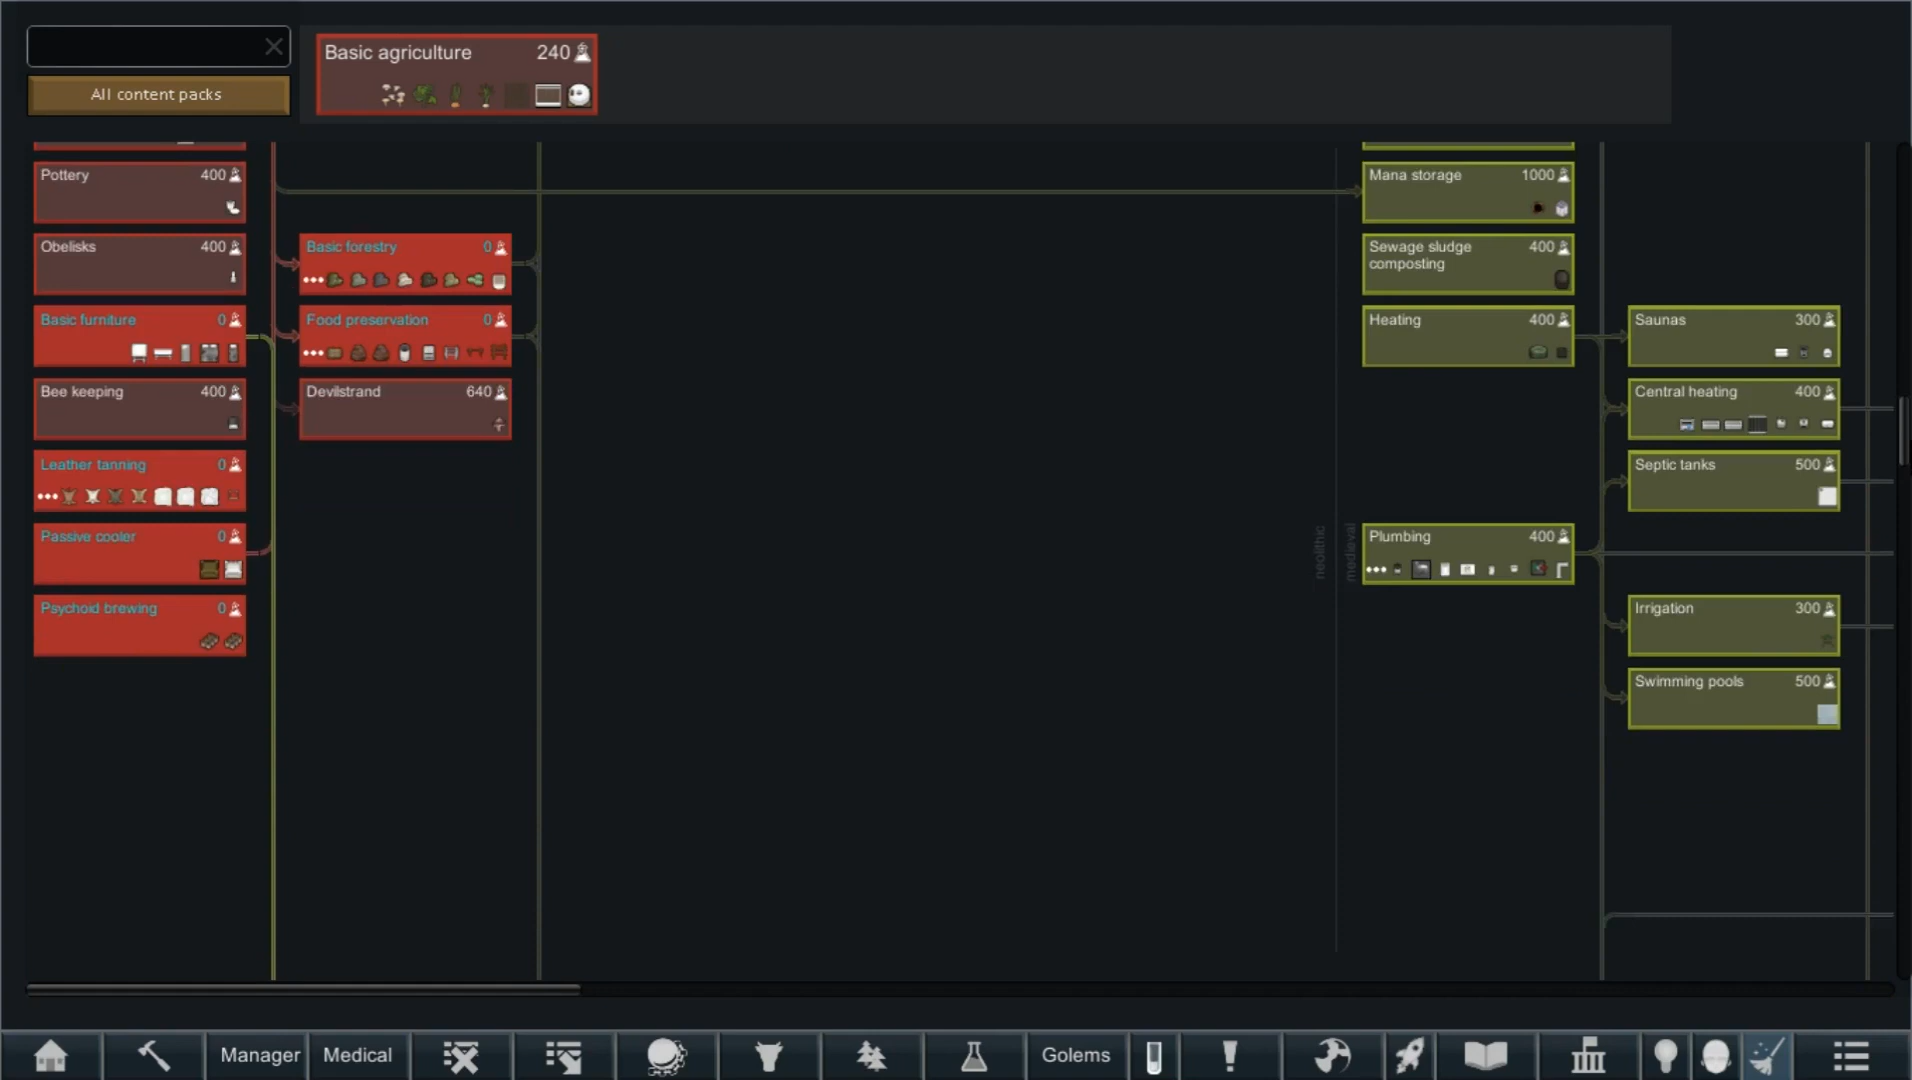 Basic agriculture 240
All content packs
Pottery 400
Obelisks 400
Basic furniture 0
Bee keeping 400
Leather tanning 0
Passive cooler 0
Psychoid brewing 0
Basic forestry 0
Food preservation 0
Devilstrand 640
neolithic
medieval
Mana storage 1000
Sewage sludge 400
composting
Heating 400
Plumbing 400
Saunas 300
Central heating 400
Septic tanks 500
Irrigation 300
Swimming pools 500
Manager
Medical
Golems